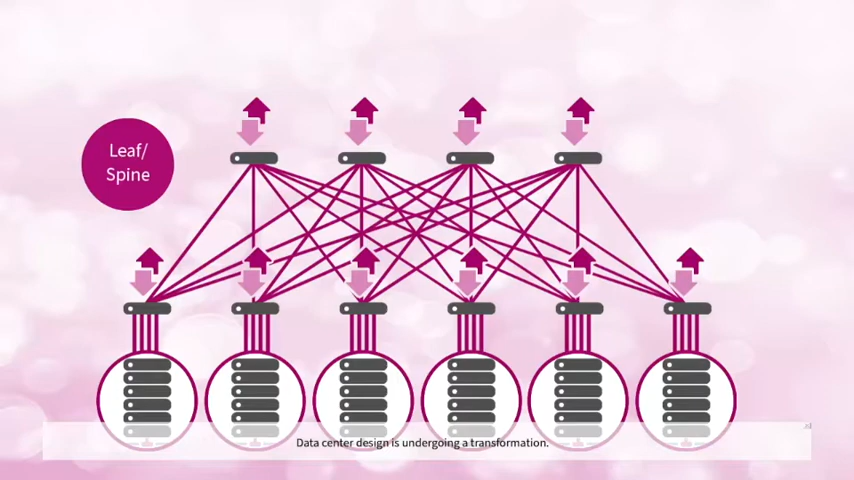 Leaf/
Spine
Data center design is undergoing a transformation.